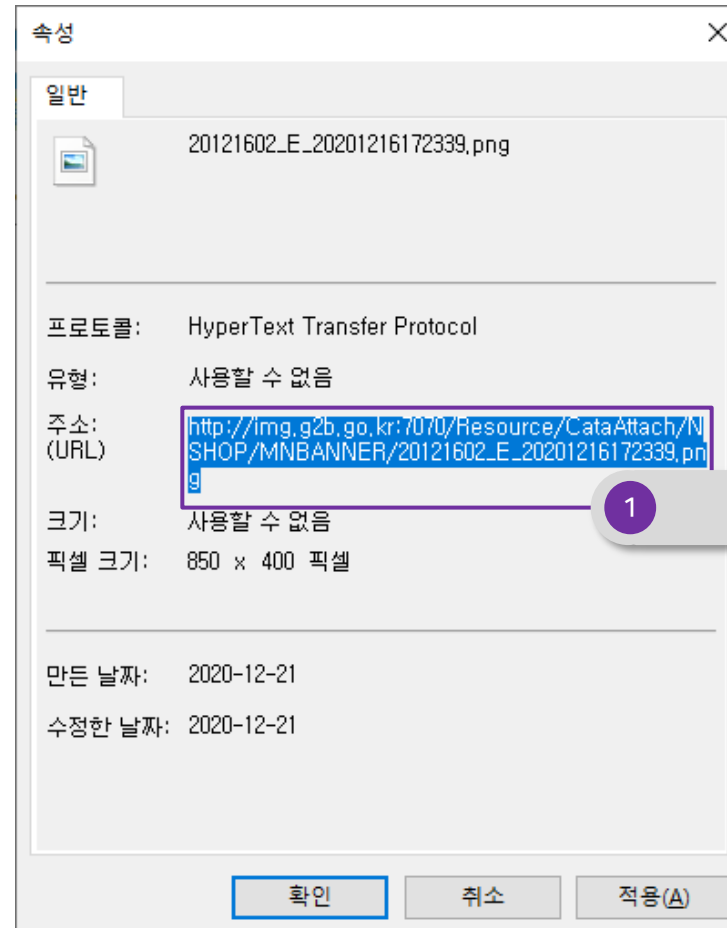 속성
일반
20121602_E_20201216172339.png
프로토콜: HyperText Transfer Protocol
유형: 사용할 수 없음
주소: http://img.g2b.go.kr:7070/Resource/CataAttach/N
(URL) SHOP/MNBANNER/20121602_E_20201216172339.pn
g
1
크기: 사용할 수 없음
픽셀 크기: 850 x 400 픽셀
만든 날짜: 2020-12-21
수정한 날짜: 2020-12-21
확인 취소 적용(A)